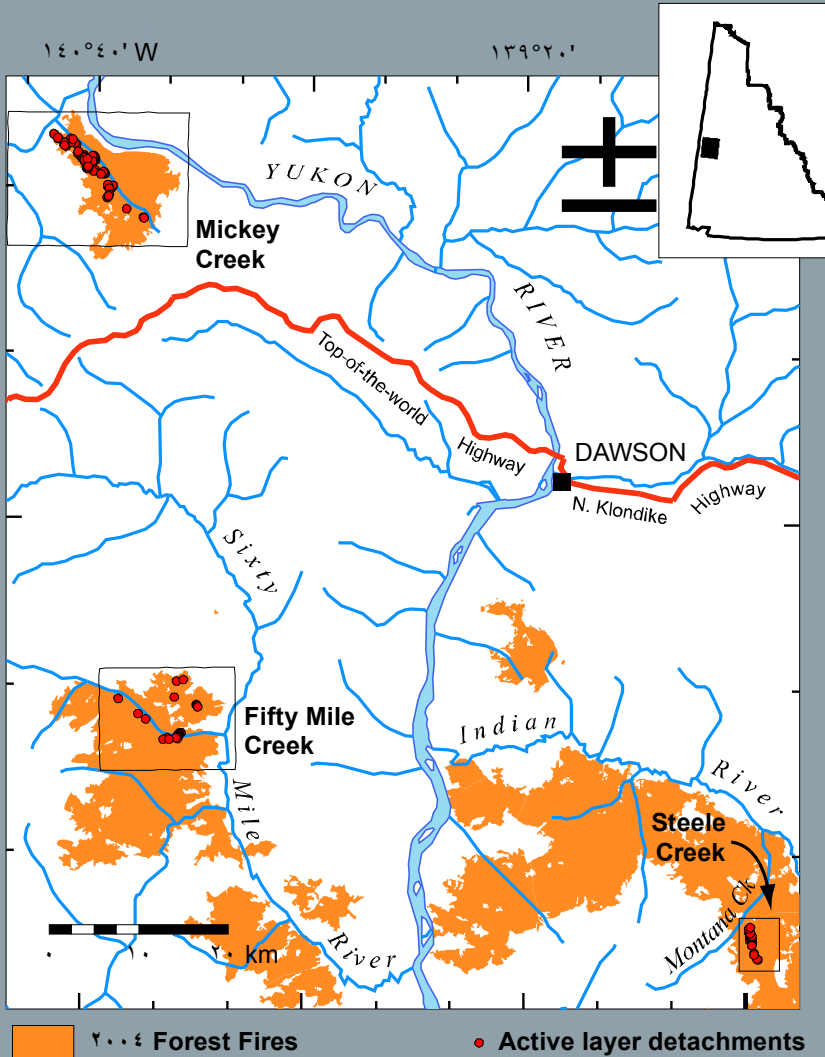 ١٤٠°٤٠' W
١٣٩°٢٠'
YUKON
Mickey
Creek
RIVER
Top-of-the-world
Highway
DAWSON
N. Klondike
Highway
Sixty
Fifty Mile
Creek
Indian
River
Mile
Steele
Creek
Montana Ck
River
٠ ١٠ ٢٠ km
٢٠٠٤ Forest Fires
Active layer detachments